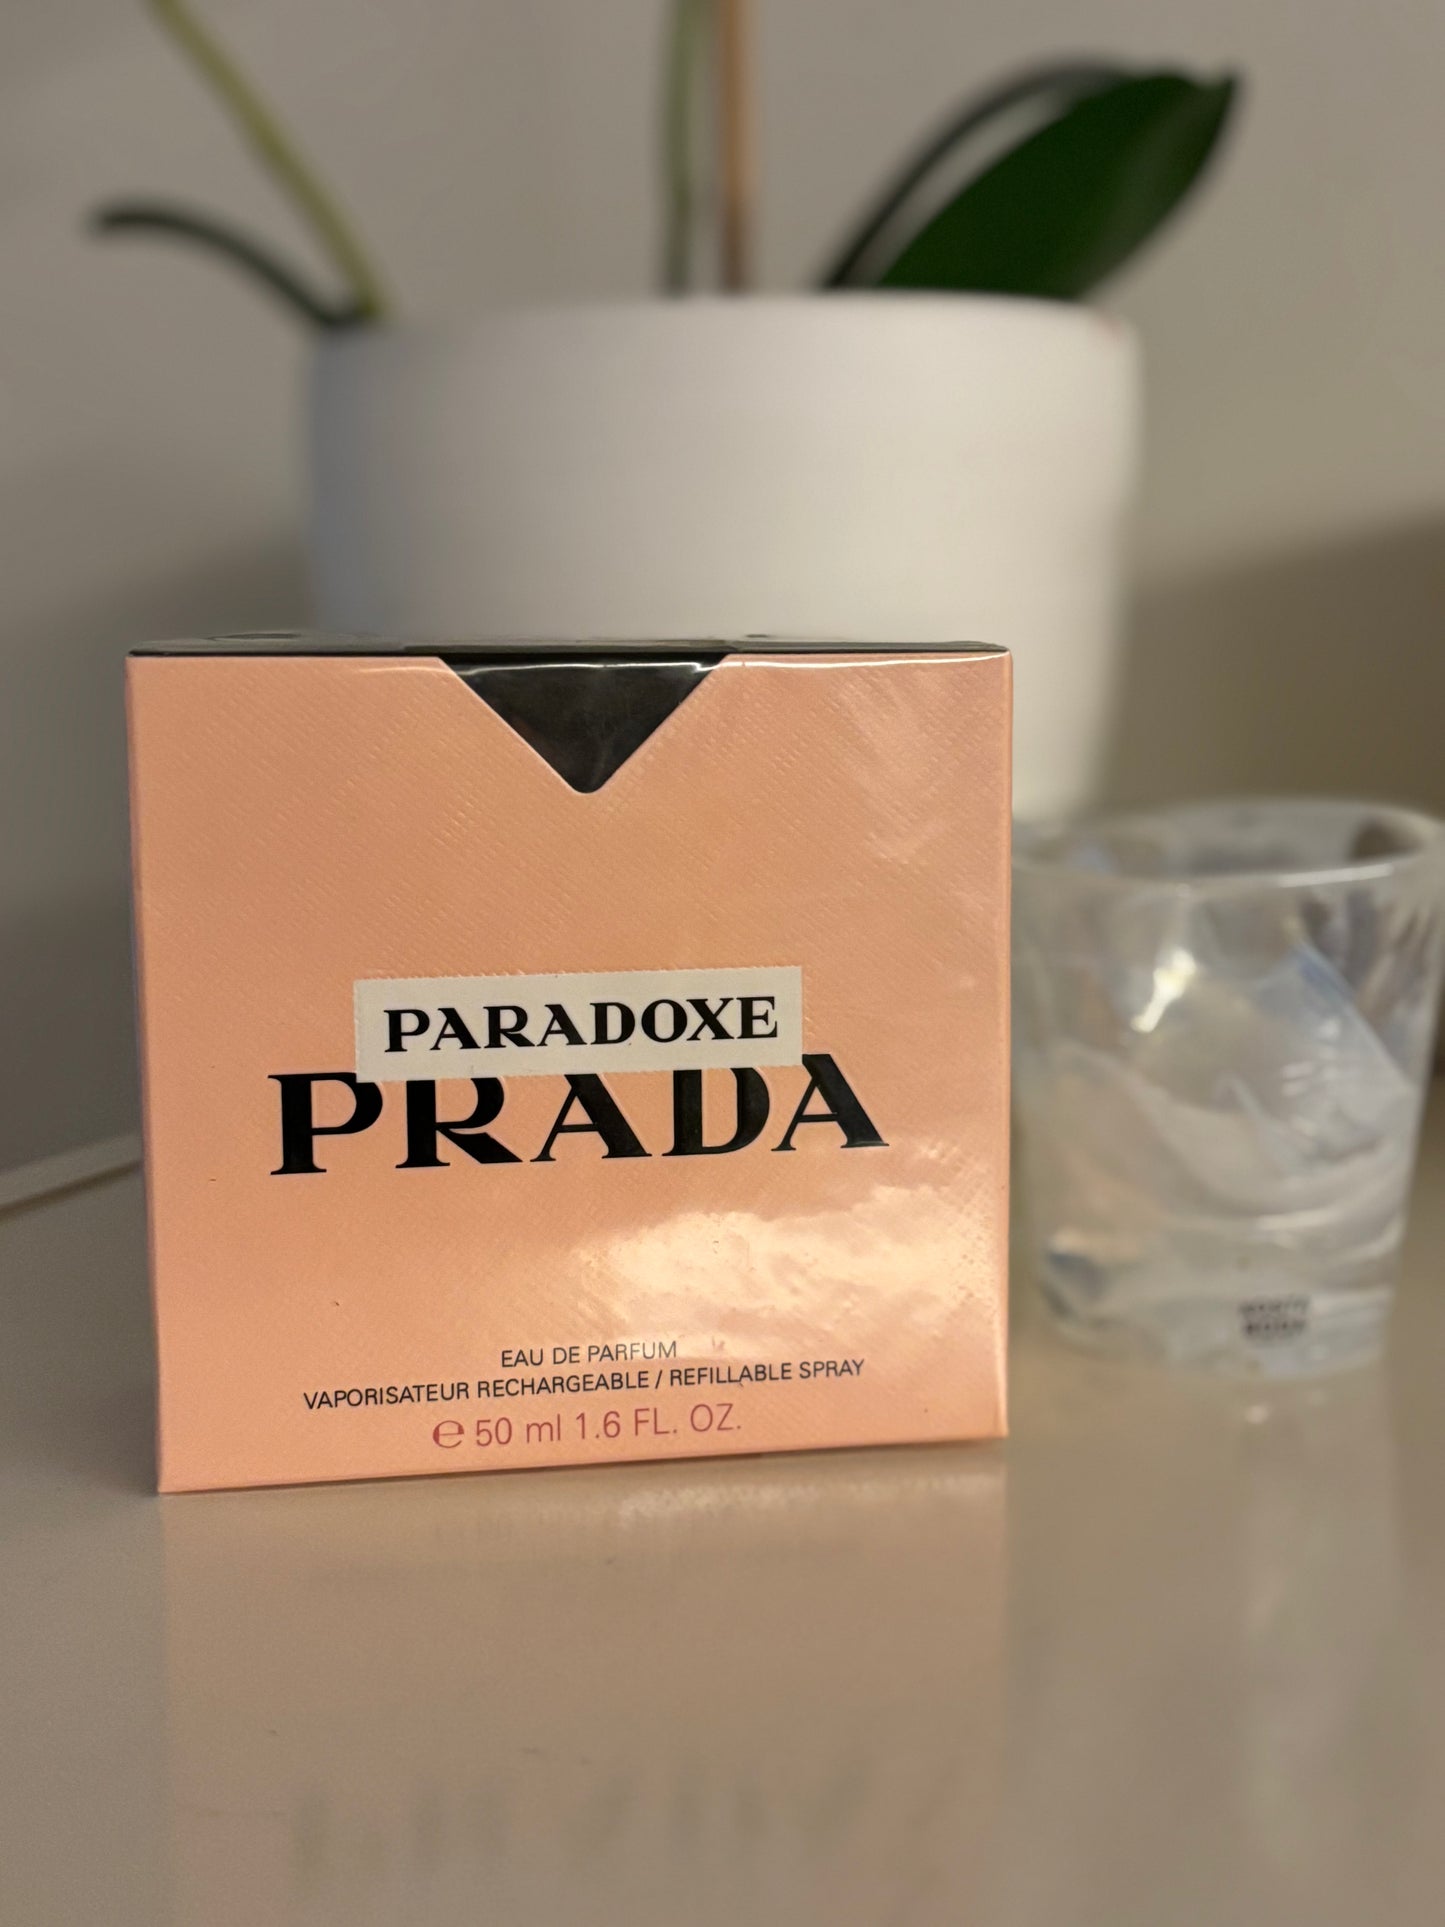 PARADOXE
PRADA
EAU DE PARFUM
VAPORISATEUR RECHARGEABLE / REFILLABLE SPRAY
℮ 50 ml 1.6 FL. OZ.